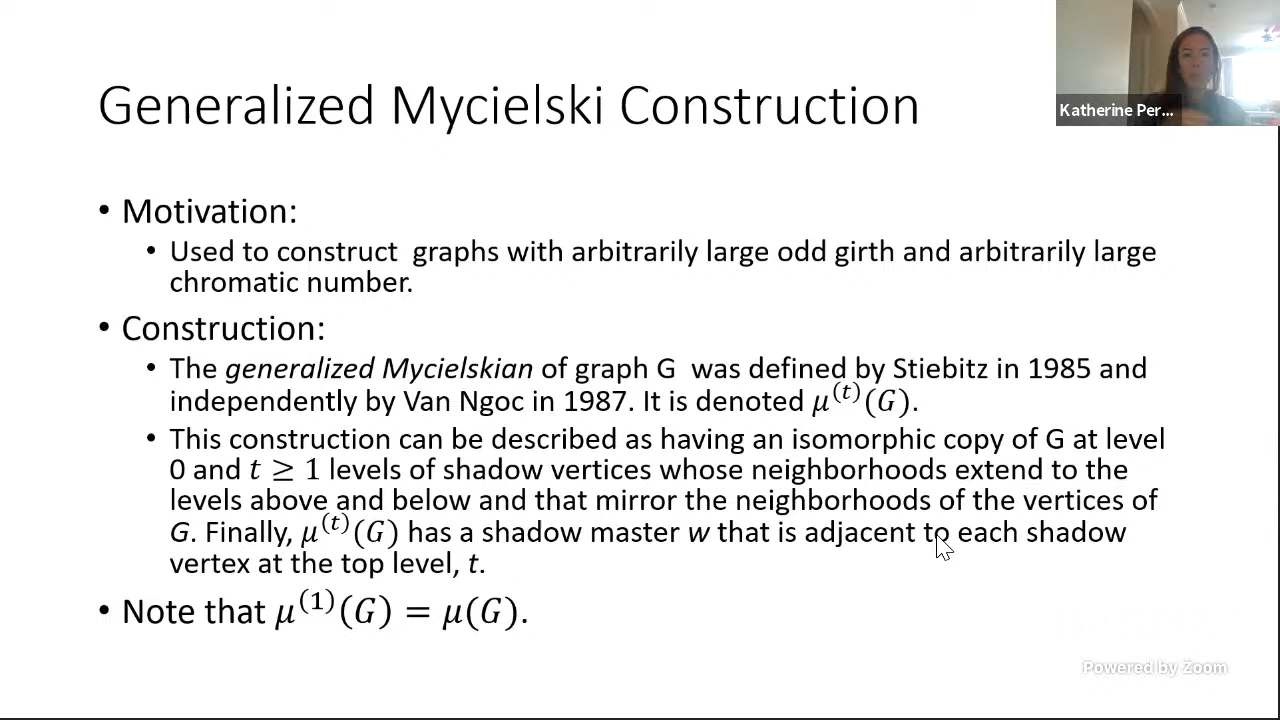 Generalized Mycielski Construction
Katherine Per...
• Motivation:
• Used to construct graphs with arbitrarily large odd girth and arbitrarily large
chromatic number.
• Construction:
• The generalized Mycielskian of graph G was defined by Stiebitz in 1985 and
independently by Van Ngoc in 1987. It is denoted μ^(t)(G).
• This construction can be described as having an isomorphic copy of G at level
0 and t ≥ 1 levels of shadow vertices whose neighborhoods extend to the
levels above and below and that mirror the neighborhoods of the vertices of
G. Finally, μ^(t)(G) has a shadow master w that is adjacent to each shadow
vertex at the top level, t.
• Note that μ^(1)(G) = μ(G).
Powered by Zoom